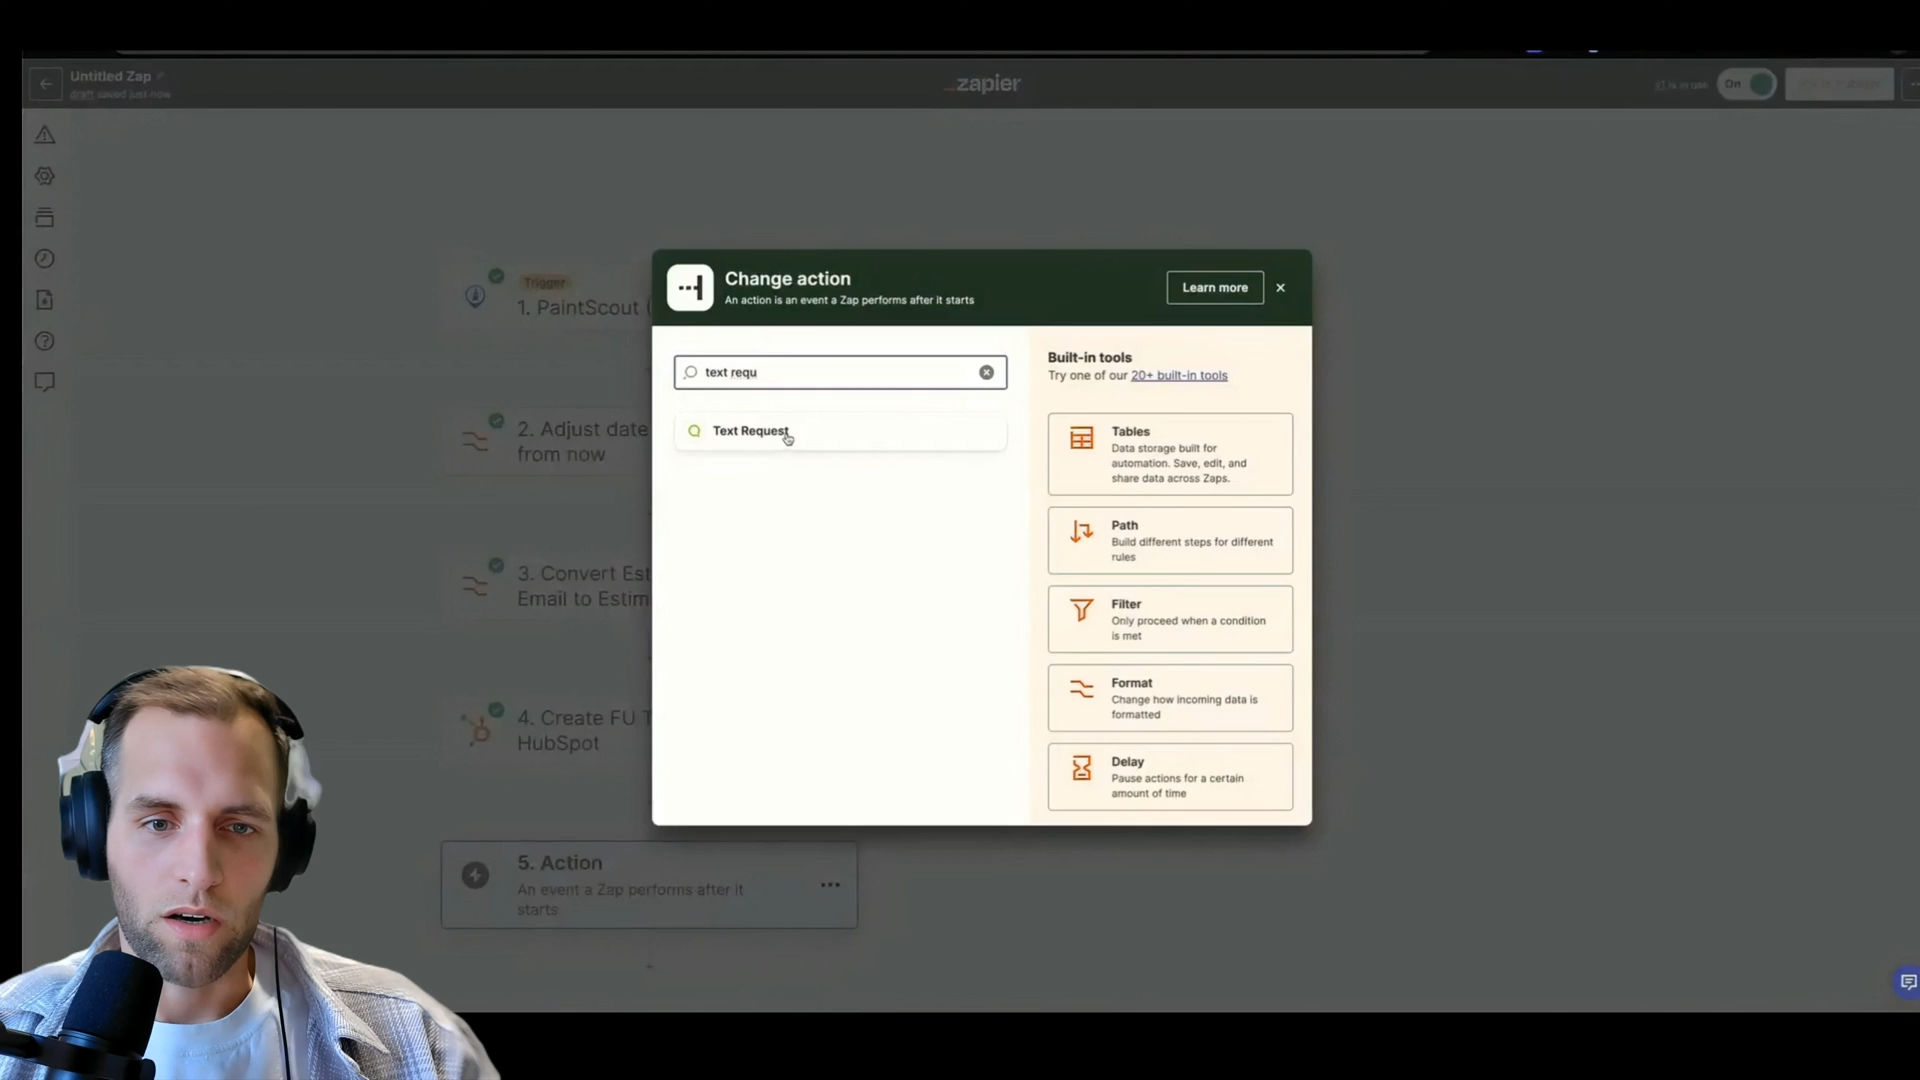 Untitled Zap
draft saved just now
zapier
On
Change action
An action is an event a Zap performs after it starts
Learn more
text requ
Text Request
Built-in tools
Try one of our 20+ built-in tools
Tables
Data storage built for
automation. Save, edit, and
share data across Zaps.
Path
Build different steps for different
rules
Filter
Only proceed when a condition
is met
Format
Change how incoming data is
formatted
Delay
Pause actions for a certain
amount of time
Trigger
1. PaintScout (
2. Adjust date
from now
3. Convert Est
Email to Estim
4. Create FU T
HubSpot
5. Action
An event a Zap performs after it
starts